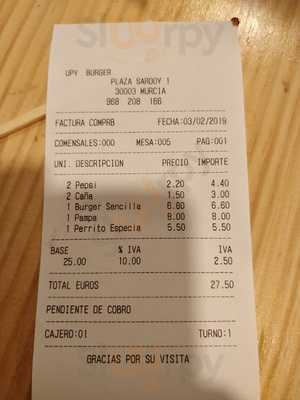 Sluurpy
UPY BURGER
PLAZA SARDOY 1
30003 MURCIA
968 208 166
FACTURA COMPRB FECHA:03/02/2019
COMENSALES:000 MESA:005 PAG:001
UNI. DESCRIPCION PRECIO IMPORTE
2 Pepsi 2.20 4.40
2 Caña 1.50 3.00
1 Burger Sencilla 6.60 6.60
1 Pampa 8.00 8.00
1 Perrito Especia 5.50 5.50
BASE % IVA IVA
25.00 10.00 2.50
TOTAL EUROS 27.50
PENDIENTE DE COBRO
CAJERO:01 TURNO:1
GRACIAS POR SU VISITA